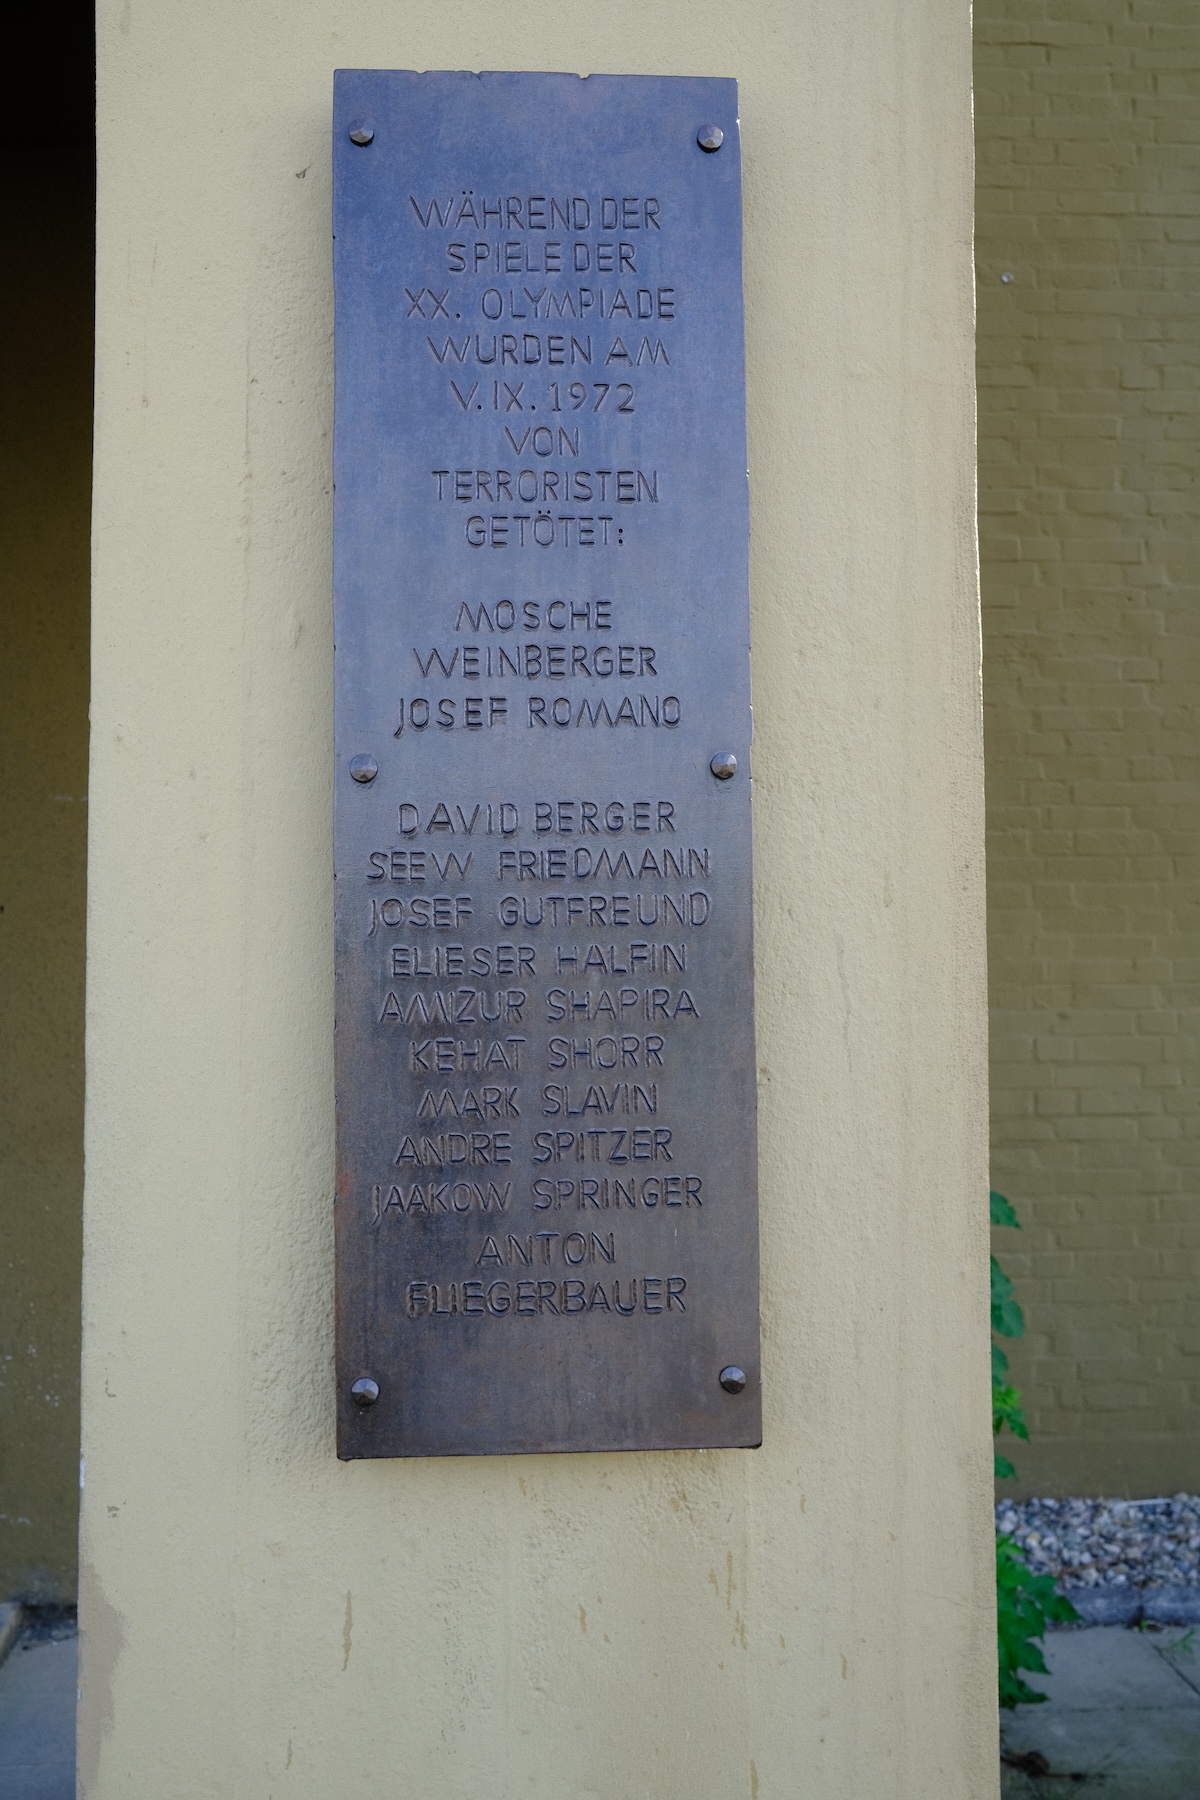 WÄHREND DER
SPIELE DER
XX. OLYMPIADE
WURDEN AM
V. IX. 1972
VON
TERRORISTEN
GETÖTET:
MOSCHE
WEINBERGER
JOSEF ROMANO
DAVID BERGER
SEEW FRIEDMANN
JOSEF GUTFREUND
ELIESER HALFIN
AMIZUR SHAPIRA
KEHAT SHORR
MARK SLAVIN
ANDRE SPITZER
JAAKOW SPRINGER
ANTON
FLIEGERBAUER